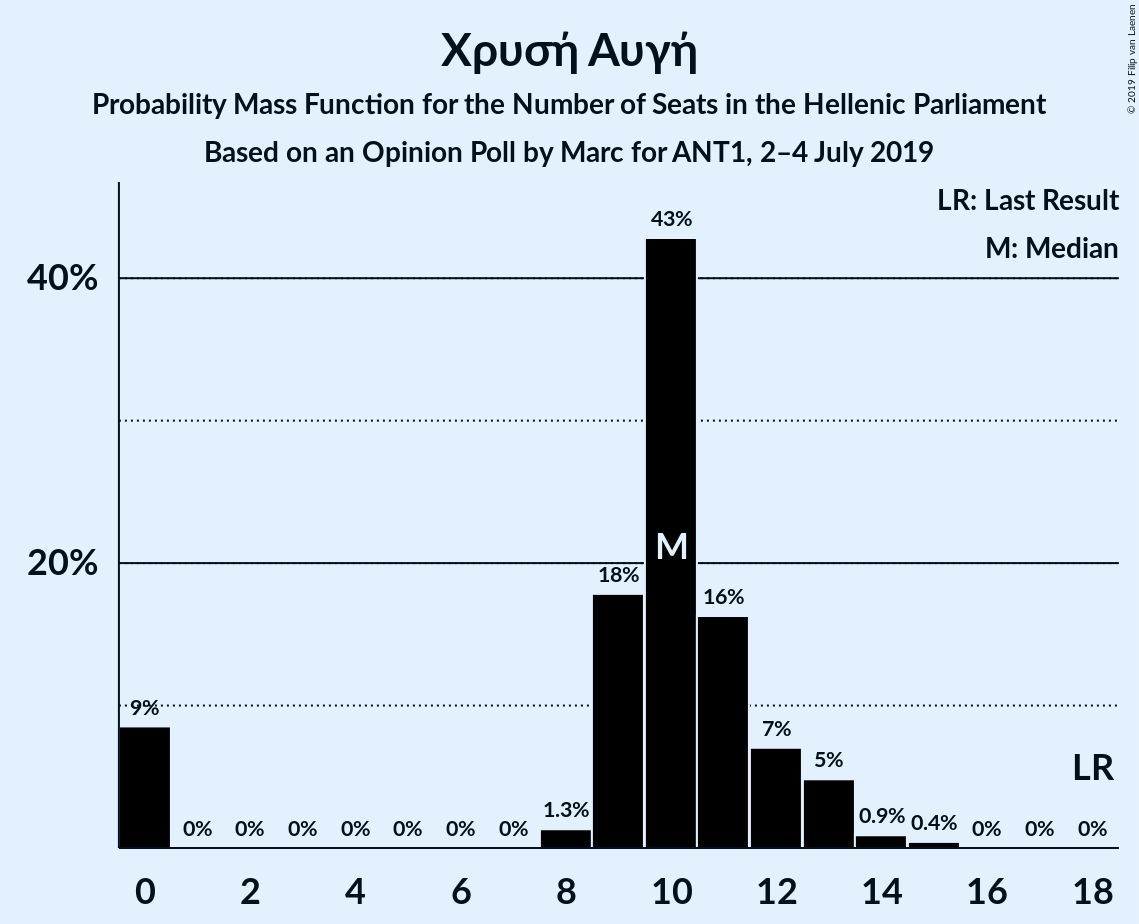 Χρυσή Αυγή
Probability Mass Function for the Number of Seats in the Hellenic Parliament
Based on an Opinion Poll by Marc for ANT1, 2–4 July 2019
© 2019 Filip van Laenen
LR: Last Result
M: Median
40%
20%
43%
18%
16%
9%
7%
5%
1.3%
0.9%
0.4%
0% 0% 0% 0% 0% 0% 0% 0% 0% 0%
M
LR
0 2 4 6 8 10 12 14 16 18